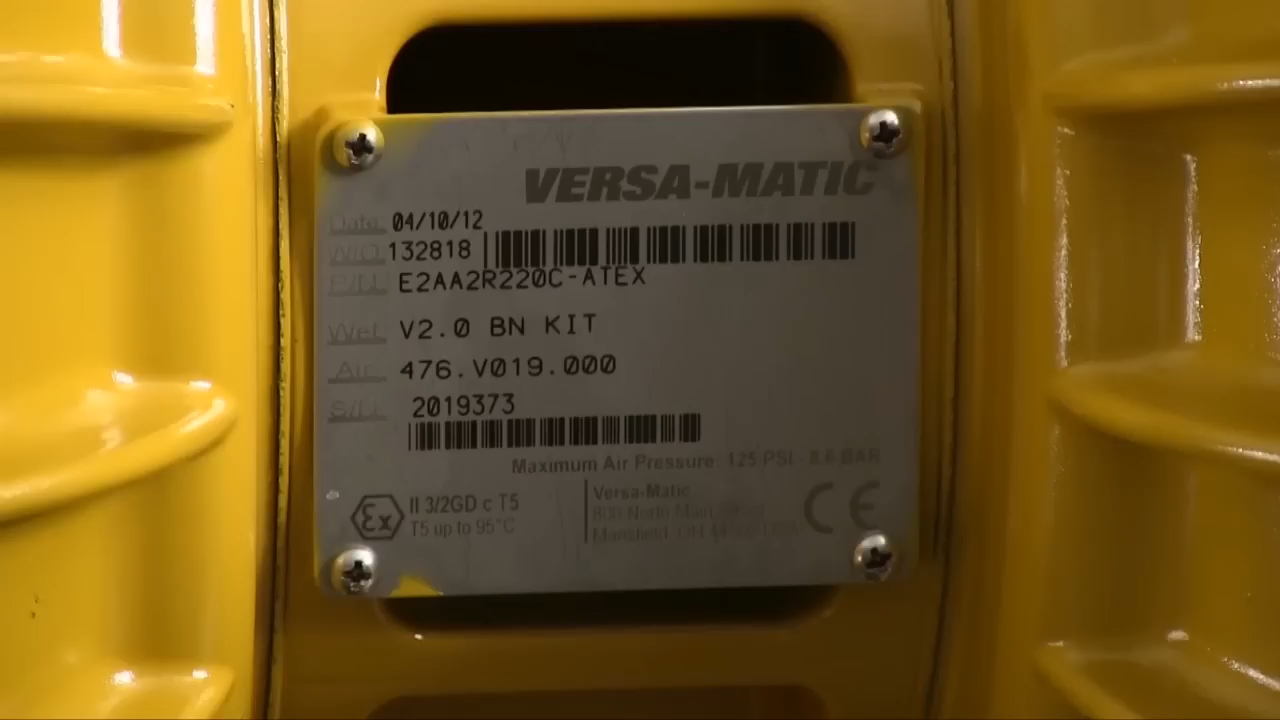 VERSA-MATIC
Date: 04/10/12
W/O 132818
P/N: E2AA2R220C-ATEX
Wet: V2.0 BN KIT
Air: 476.V019.000
S/N: 2019373
Maximum Air Pressure: 125 PSI - 8.6 BAR
Ex II 3/2GD c T5
T5 up to 95°C
Versa-Matic
800 North Main Street
Mansfield, OH
CE